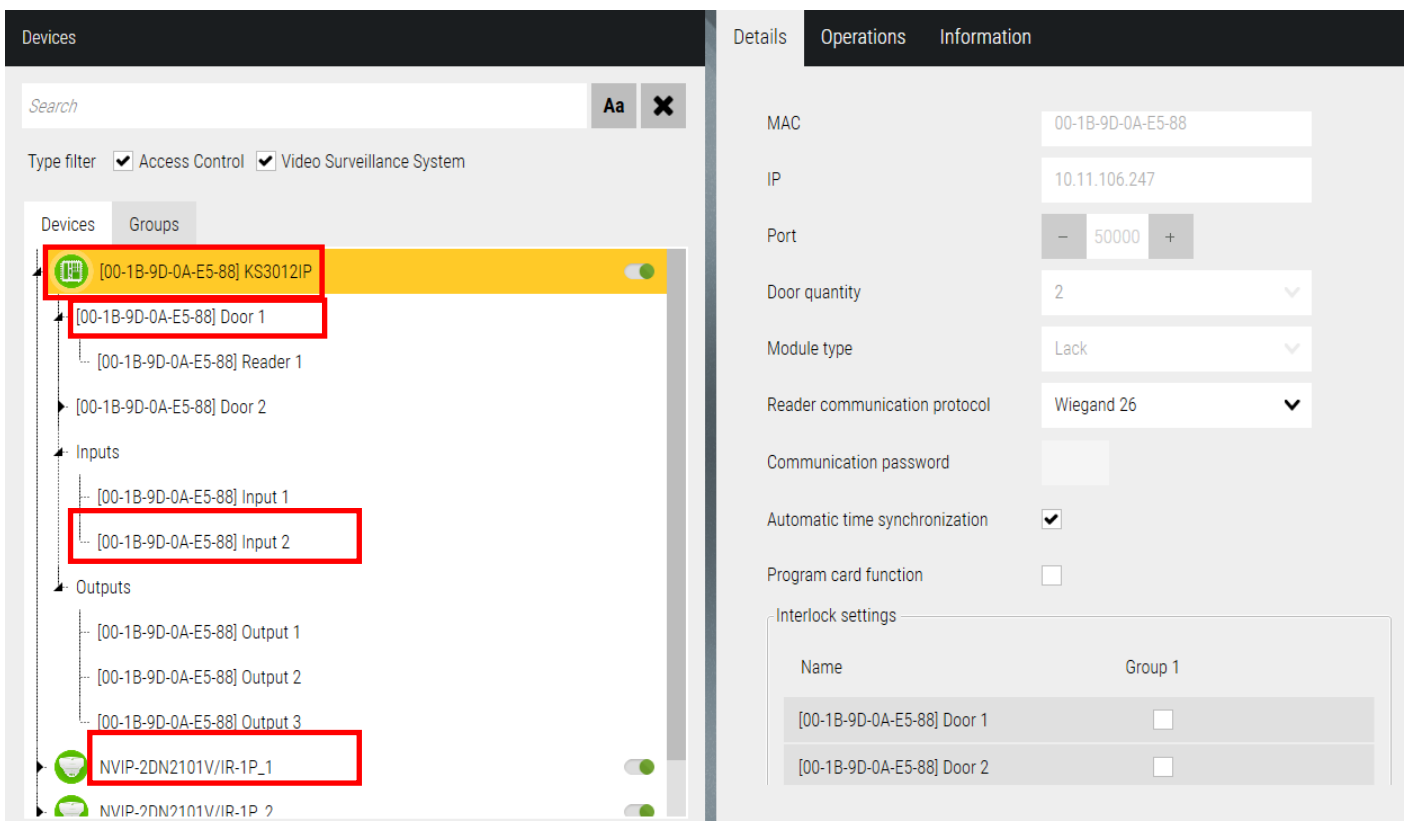 Devices
Search
Aa
Type filter Access Control Video Surveillance System
Devices Groups
[00-1B-9D-0A-E5-88] KS3012IP
[00-1B-9D-0A-E5-88] Door 1
[00-1B-9D-0A-E5-88] Reader 1
[00-1B-9D-0A-E5-88] Door 2
Inputs
[00-1B-9D-0A-E5-88] Input 1
[00-1B-9D-0A-E5-88] Input 2
Outputs
[00-1B-9D-0A-E5-88] Output 1
[00-1B-9D-0A-E5-88] Output 2
[00-1B-9D-0A-E5-88] Output 3
NVIP-2DN2101V/IR-1P_1
NVIP-2DN2101V/IR-1P_2
Details Operations Information
MAC 00-1B-9D-0A-E5-88
IP 10.11.106.247
Port − 50000 +
Door quantity 2
Module type Lack
Reader communication protocol Wiegand 26
Communication password
Automatic time synchronization
Program card function
Interlock settings
Name Group 1
[00-1B-9D-0A-E5-88] Door 1
[00-1B-9D-0A-E5-88] Door 2